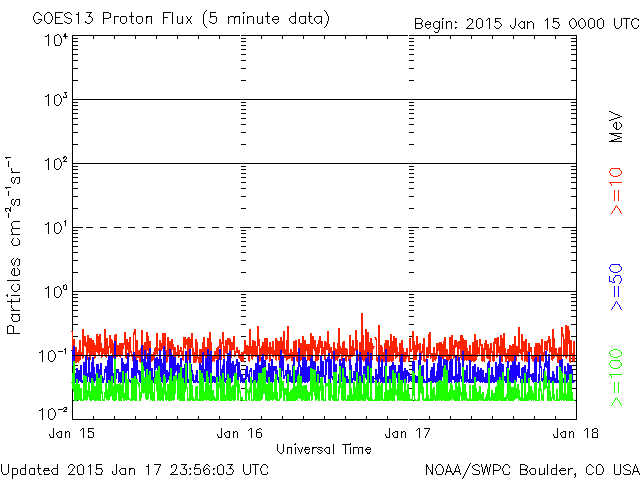 GOES13 Proton Flux (5 minute data)
Begin: 2015 Jan 15 0000 UTC
10⁴
10³
10²
10¹
10⁰
10⁻¹
10⁻²
Particles cm⁻²s⁻¹sr⁻¹
MeV
>=10
>=50
>=100
Jan 15
Jan 16
Jan 17
Jan 18
Universal Time
Updated 2015 Jan 17 23:56:03 UTC
NOAA/SWPC Boulder, CO USA